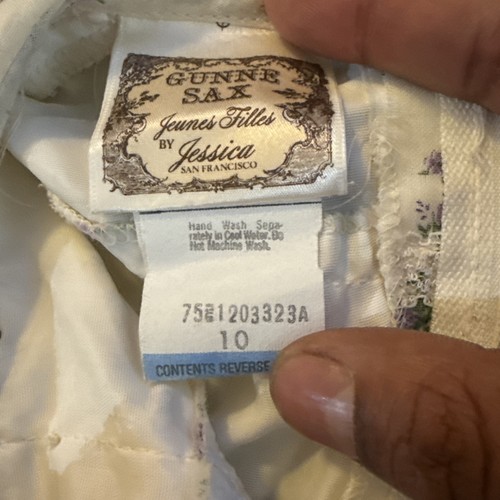 GUNNE
SAX
Jeunes Filles
BY
Jessica
SAN FRANCISCO
Hand Wash Sepa-
rately in Cool Water. Do
Not Machine Wash.
751203323A
10
CONTENTS REVERSE